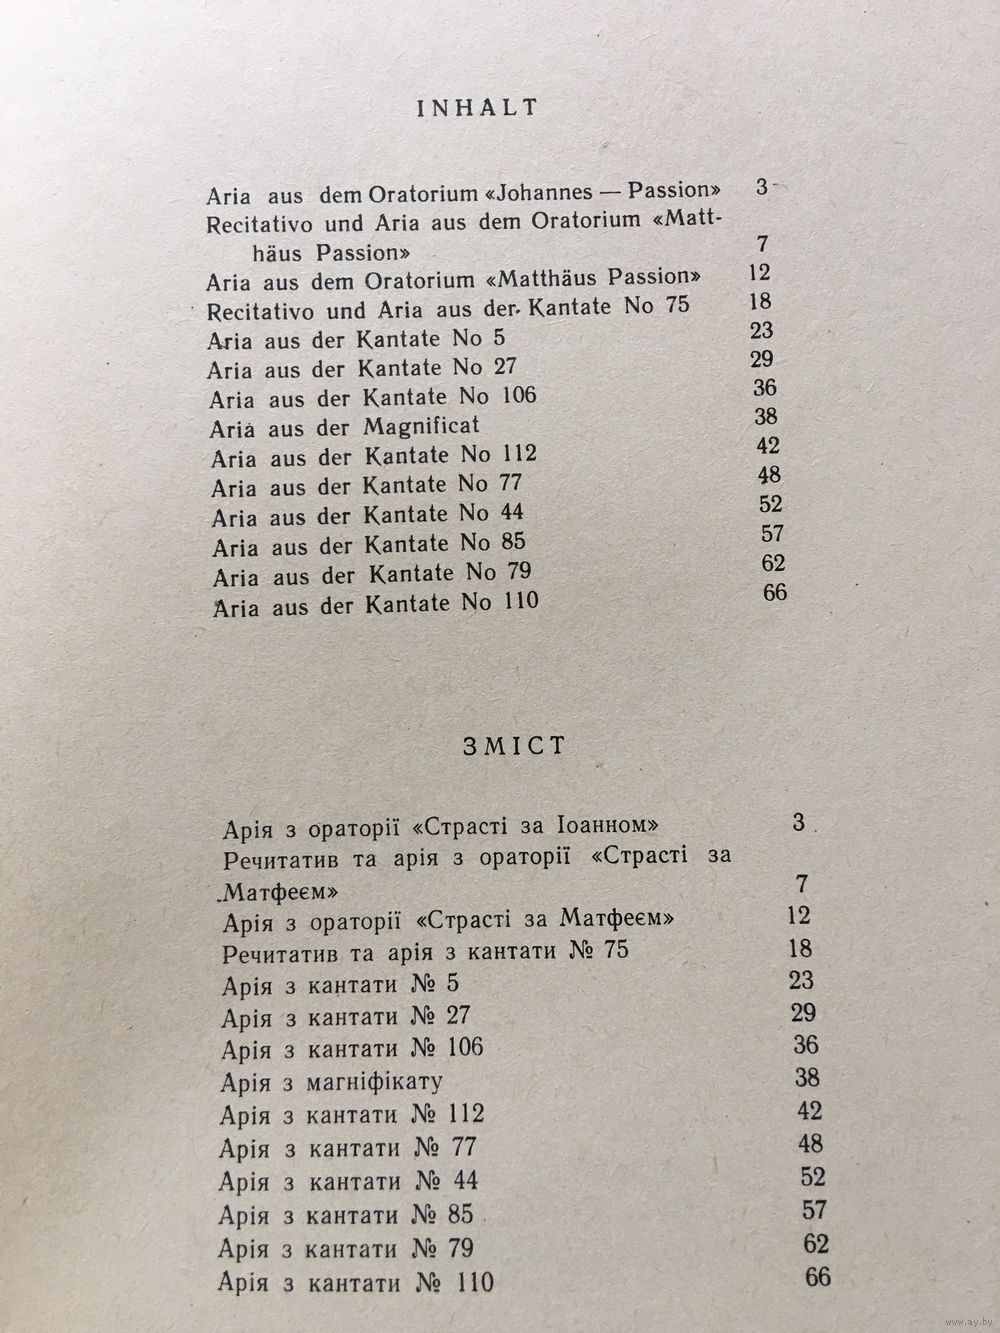 INHALT
Aria aus dem Oratorium «Johannes — Passion» 3
Recitativo und Aria aus dem Oratorium «Matt-
häus Passion» 7
Aria aus dem Oratorium «Matthäus Passion» 12
Recitativo und Aria aus der Kantate No 75 18
Aria aus der Kantate No 5 23
Aria aus der Kantate No 27 29
Aria aus der Kantate No 106 36
Aria aus der Magnificat 38
Aria aus der Kantate No 112 42
Aria aus der Kantate No 77 48
Aria aus der Kantate No 44 52
Aria aus der Kantate No 85 57
Aria aus der Kantate No 79 62
Aria aus der Kantate No 110 66
ЗМІСТ
Арія з ораторії «Страсті за Іоанном» 3
Речитатив та арія з ораторії «Страсті за
Матфеєм» 7
Арія з ораторії «Страсті за Матфеєм» 12
Речитатив та арія з кантати № 75 18
Арія з кантати № 5 23
Арія з кантати № 27 29
Арія з кантати № 106 36
Арія з магніфікату 38
Арія з кантати № 112 42
Арія з кантати № 77 48
Арія з кантати № 44 52
Арія з кантати № 85 57
Арія з кантати № 79 62
Арія з кантати № 110 66
www.ay.by